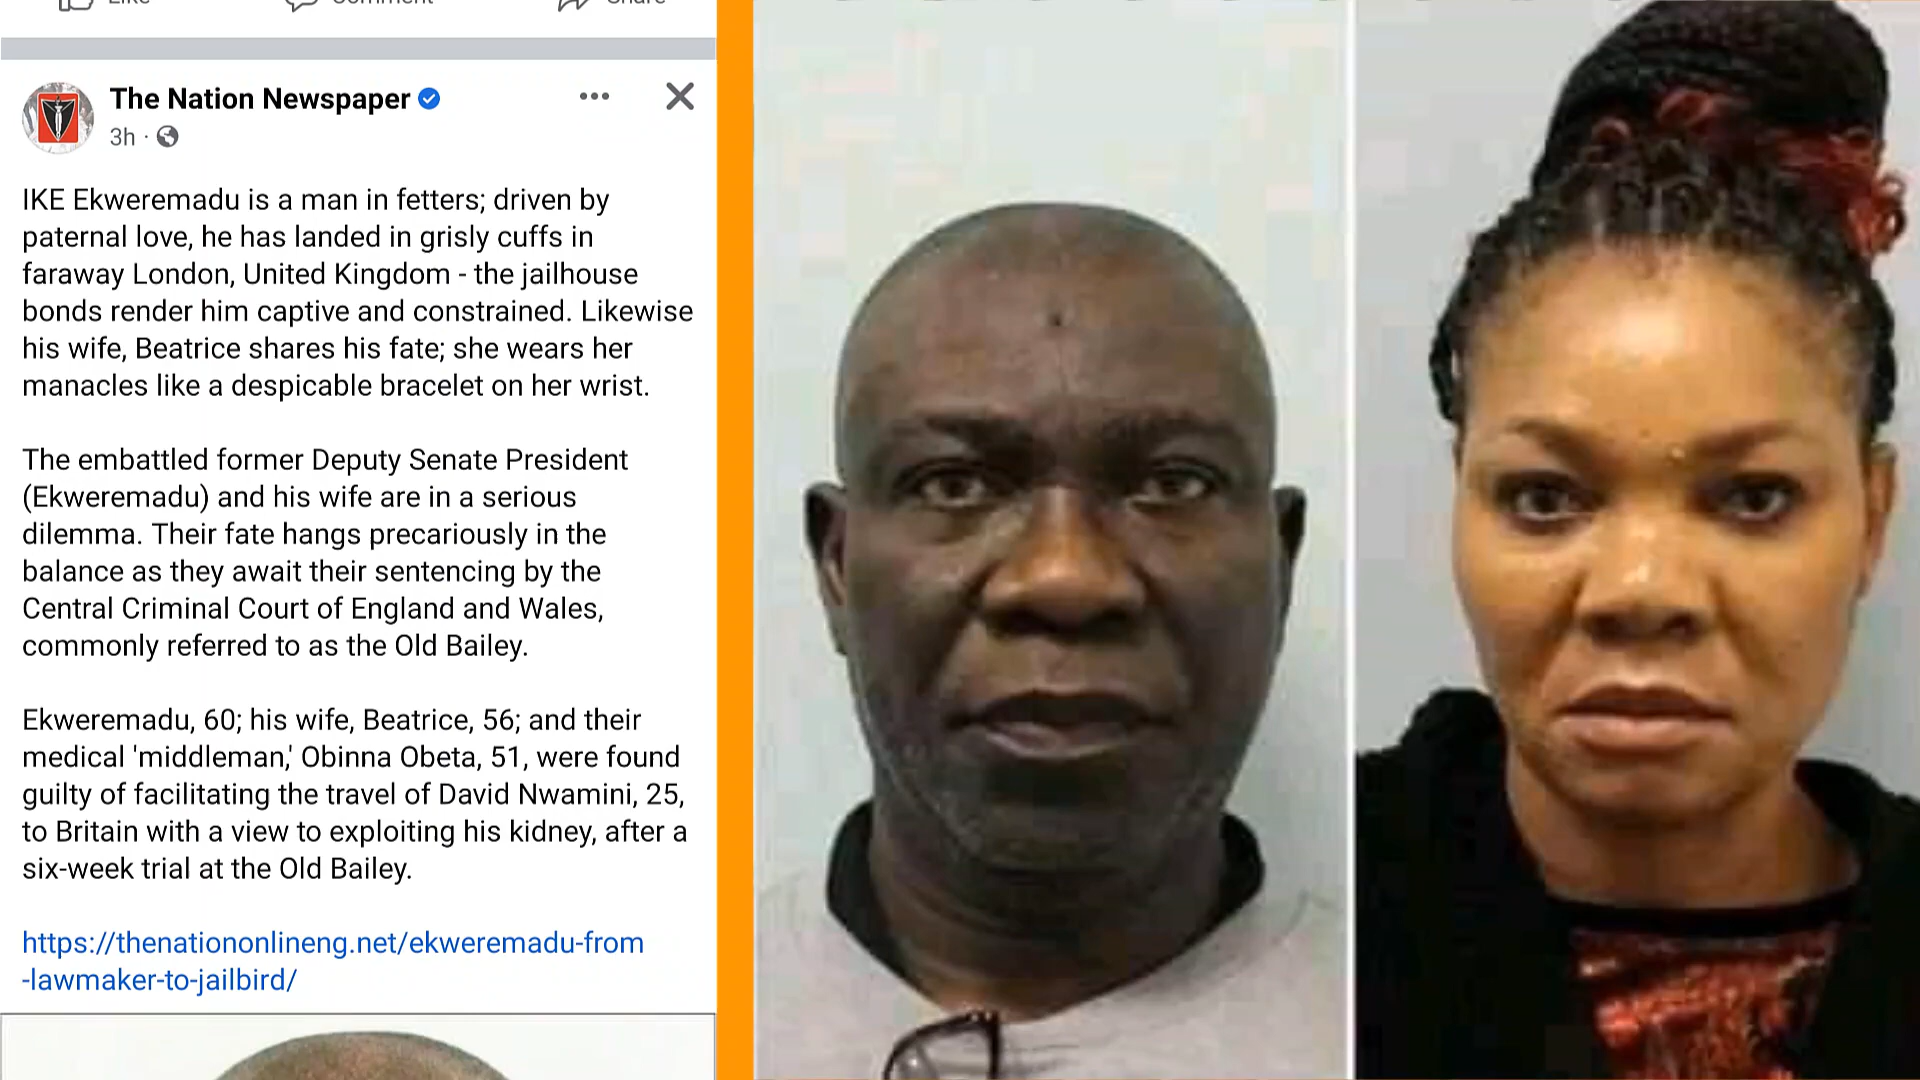 Like Comment Share
The Nation Newspaper
3h ·
IKE Ekweremadu is a man in fetters; driven by
paternal love, he has landed in grisly cuffs in
faraway London, United Kingdom - the jailhouse
bonds render him captive and constrained. Likewise
his wife, Beatrice shares his fate; she wears her
manacles like a despicable bracelet on her wrist.
The embattled former Deputy Senate President
(Ekweremadu) and his wife are in a serious
dilemma. Their fate hangs precariously in the
balance as they await their sentencing by the
Central Criminal Court of England and Wales,
commonly referred to as the Old Bailey.
Ekweremadu, 60; his wife, Beatrice, 56; and their
medical 'middleman,' Obinna Obeta, 51, were found
guilty of facilitating the travel of David Nwamini, 25,
to Britain with a view to exploiting his kidney, after a
six-week trial at the Old Bailey.
https://thenationonlineng.net/ekweremadu-from
-lawmaker-to-jailbird/